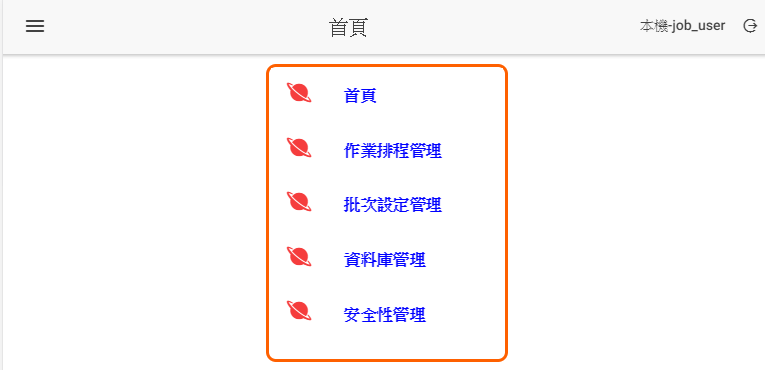 首頁
本機-job_user
首頁
作業排程管理
批次設定管理
資料庫管理
安全性管理